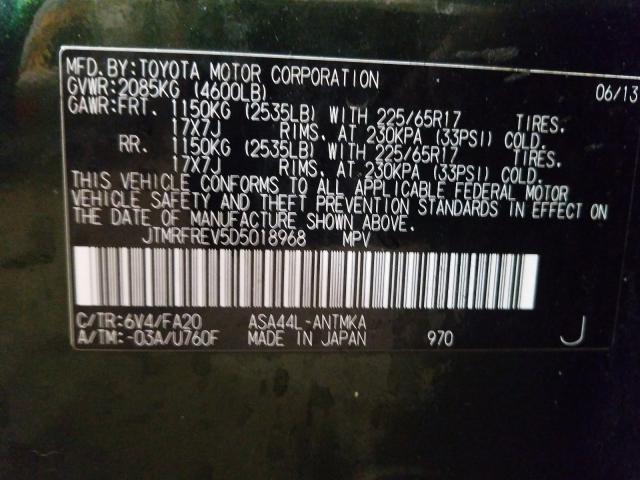 MFD. BY: TOYOTA MOTOR CORPORATION 06/13
GVWR: 2085KG (4600LB)
GAWR: FRT. 1150KG (2535LB) WITH 225/65R17 TIRES.
17X7J RIMS, AT 230KPA (33PSI) COLD.
RR. 1150KG (2535LB) WITH 225/65R17 TIRES.
17X7J RIMS, AT 230KPA (33PSI) COLD.
THIS VEHICLE CONFORMS TO ALL APPLICABLE FEDERAL MOTOR
VEHICLE SAFETY AND THEFT PREVENTION STANDARDS IN EFFECT ON
THE DATE OF MANUFACTURE SHOWN ABOVE.
JTMRFREV5D5018968 MPV
C/TR: 6V4/FA20 ASA44L-ANTMKA
A/TM: -03A/U760F MADE IN JAPAN 970 J